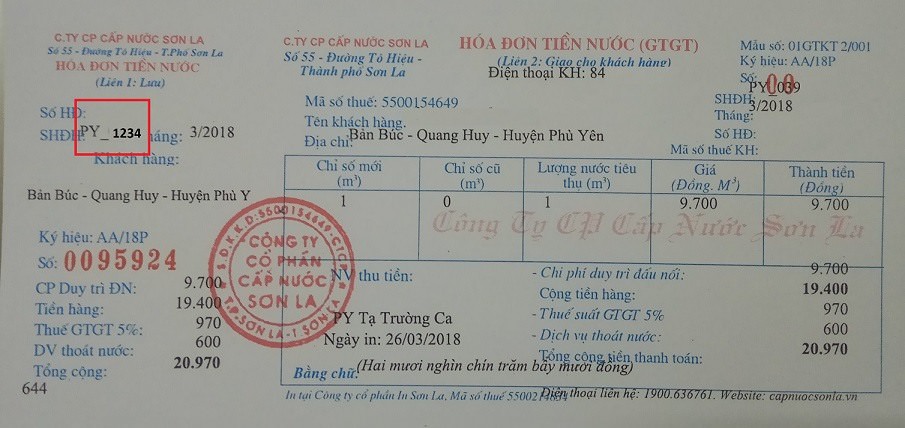 C.TY CP CẤP NƯỚC SƠN LA
Số 55 - Đường Tô Hiệu - T.Phố Sơn La
HÓA ĐƠN TIỀN NƯỚC
(Liên 1: Lưu)
Số HĐ:
SHĐH: PY_ 1234 Tháng: 3/2018
Khách hàng:
Bản Búc - Quang Huy - Huyện Phù Y
Ký hiệu: AA/18P
Số: 0095924
CP Duy trì ĐN: 9.700
Tiền hàng: 19.400
Thuế GTGT 5%: 970
DV thoát nước: 600
Tổng cộng: 20.970
644
C.TY CP CẤP NƯỚC SƠN LA
Số 55 - Đường Tô Hiệu -
Thành phố Sơn La
HÓA ĐƠN TIỀN NƯỚC (GTGT)
(Liên 2: Giao cho khách hàng)
Điện thoại KH: 84
Mẫu số: 01GTKT 2/001
Ký hiệu: AA/18P
Số: 00
PY_039
SHĐH:
3/2018
Tháng:
Số HĐ:
Mã số thuế KH:
Mã số thuế: 5500154649
Tên khách hàng.
Địa chỉ: Bản Búc - Quang Huy - Huyện Phù Yên
Chỉ số mới (m³) Chỉ số cũ (m³) Lượng nước tiêu thụ (m³) Giá (Đồng. M³) Thành tiền (Đồng)
1 0 1 9.700 9.700
Công Ty CP Cấp Nước Sơn La
NV thu tiền:
PY Tạ Trường Ca
Ngày in: 26/03/2018
- Chi phí duy trì đấu nối: 9.700
Cộng tiền hàng: 19.400
- Thuế suất GTGT 5% 970
- Dịch vụ thoát nước: 600
Tổng cộng tiền thanh toán: 20.970
Bằng chữ: (Hai mươi nghìn chín trăm bảy mươi đồng)
In tại Công ty cổ phần In Sơn La, Mã số thuế
Điện thoại liên hệ: 1900.636761. Website: capnuocsonla.vn
S.Đ.K.K.D:5500154649-C.T.C.P
CÔNG TY
CỔ PHẦN
CẤP NƯỚC
SƠN LA
T.P.SƠN LA-T.SƠN LA